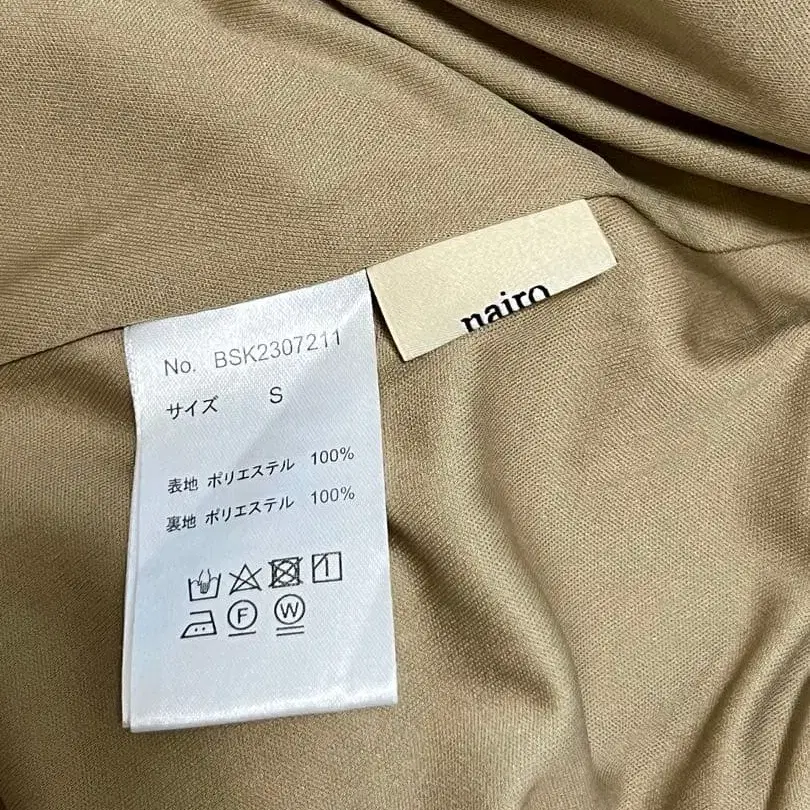 nairo
No. BSK2307211
サイズ S
表地 ポリエステル 100%
裏地 ポリエステル 100%
F W